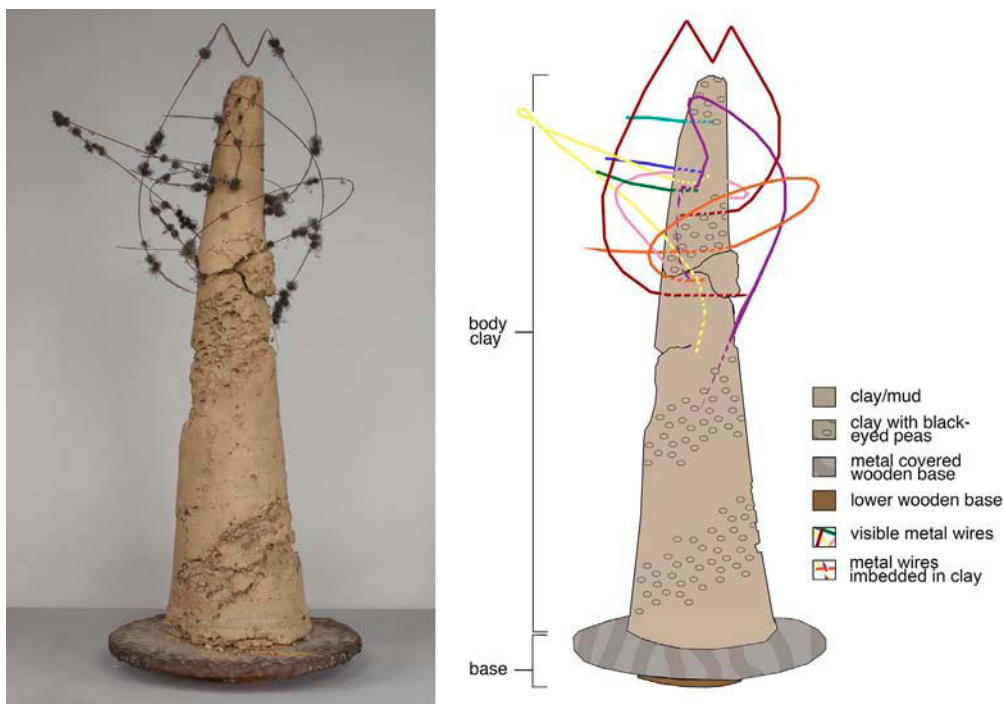 body
clay
base
clay/mud
clay with black-
eyed peas
metal covered
wooden base
lower wooden base
visible metal wires
metal wires
imbedded in clay